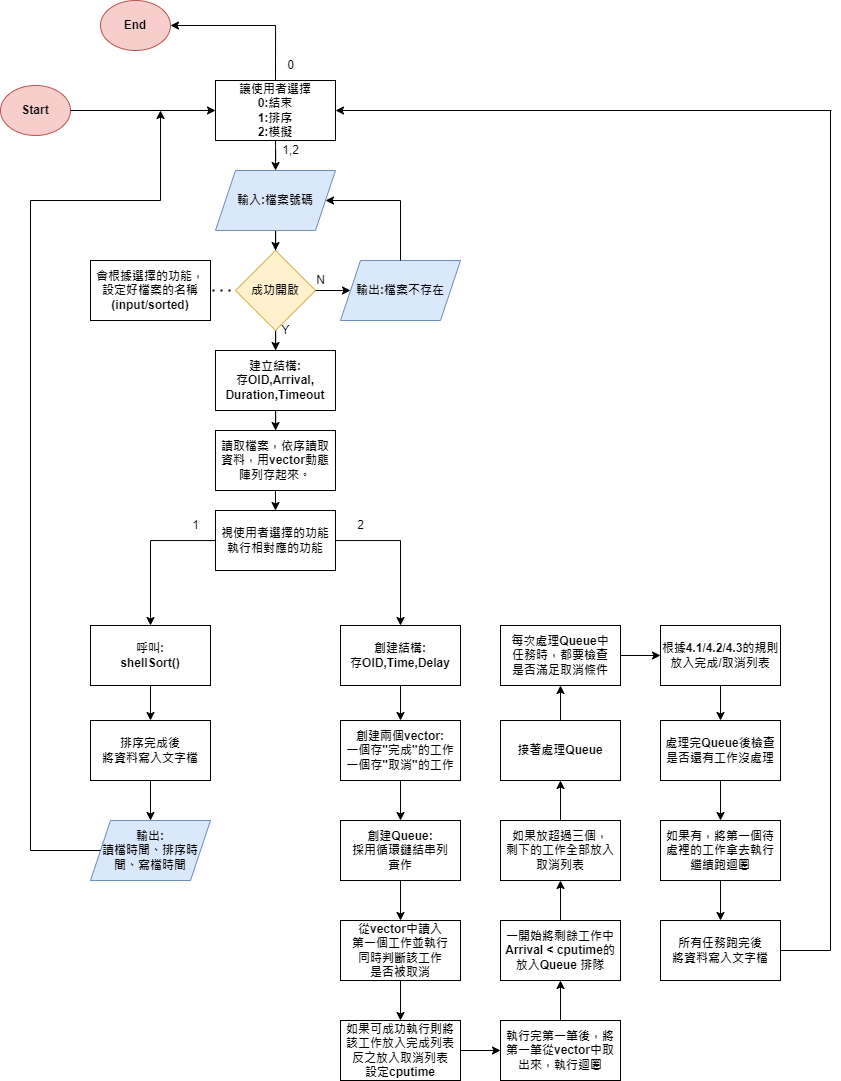 End
0
讓使用者選擇
0:結束
1:排序
2:模擬
Start
1,2
輸入:檔案號碼
會根據選擇的功能，
設定好檔案的名稱
(input/sorted)
成功開啟
N
輸出:檔案不存在
Y
建立結構:
存OID,Arrival,
Duration,Timeout
讀取檔案，依序讀取
資料，用vector動態
陣列存起來。
視使用者選擇的功能
執行相對應的功能
1
2
呼叫:
shellSort()
排序完成後
將資料寫入文字檔
輸出:
讀檔時間、排序時
間、寫檔時間
創建結構:
存OID,Time,Delay
創建兩個vector:
一個存"完成"的工作
一個存"取消"的工作
創建Queue:
採用循環鏈結串列
實作
從vector中讀入
第一個工作並執行
同時判斷該工作
是否被取消
如果可成功執行則將
該工作放入完成列表
反之放入取消列表
設定cputime
執行完第一筆後，將
第一筆從vector中取
出來，執行迴圈
一開始將剩餘工作中
Arrival < cputime的
放入Queue 排隊
如果放超過三個，
剩下的工作全部放入
取消列表
接著處理Queue
每次處理Queue中
任務時，都要檢查
是否滿足取消條件
根據4.1/4.2/4.3的規則
放入完成/取消列表
處理完Queue後檢查
是否還有工作沒處理
如果有，將第一個待
處裡的工作拿去執行
繼續跑迴圈
所有任務跑完後
將資料寫入文字檔